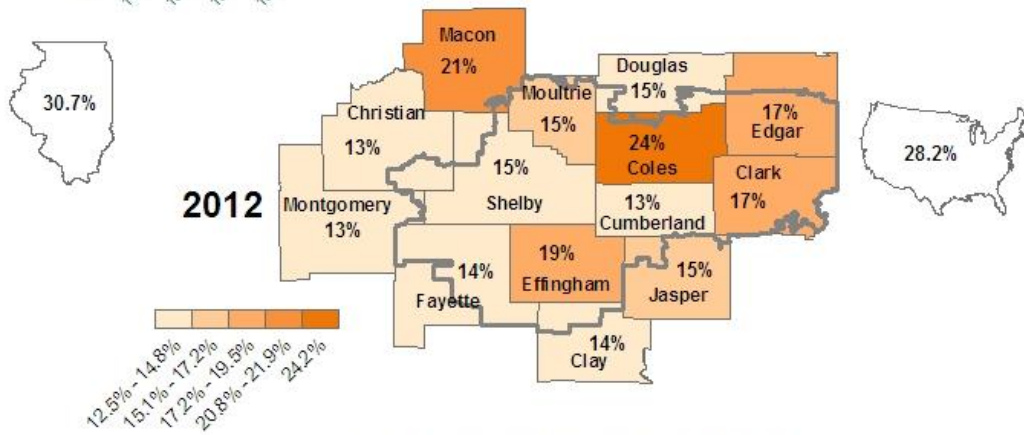 Macon
21%
30.7%
Christian
13%
Moultrie
15%
Douglas
15%
17%
Edgar
24%
Coles
28.2%
2012
Montgomery
13%
15%
Shelby
13%
Cumberland
Clark
17%
14%
Fayette
19%
Effingham
15%
Jasper
14%
Clay
12.5% - 14.8%
15.1% - 17.2%
17.2% - 19.5%
20.8% - 21.9%
24.2%